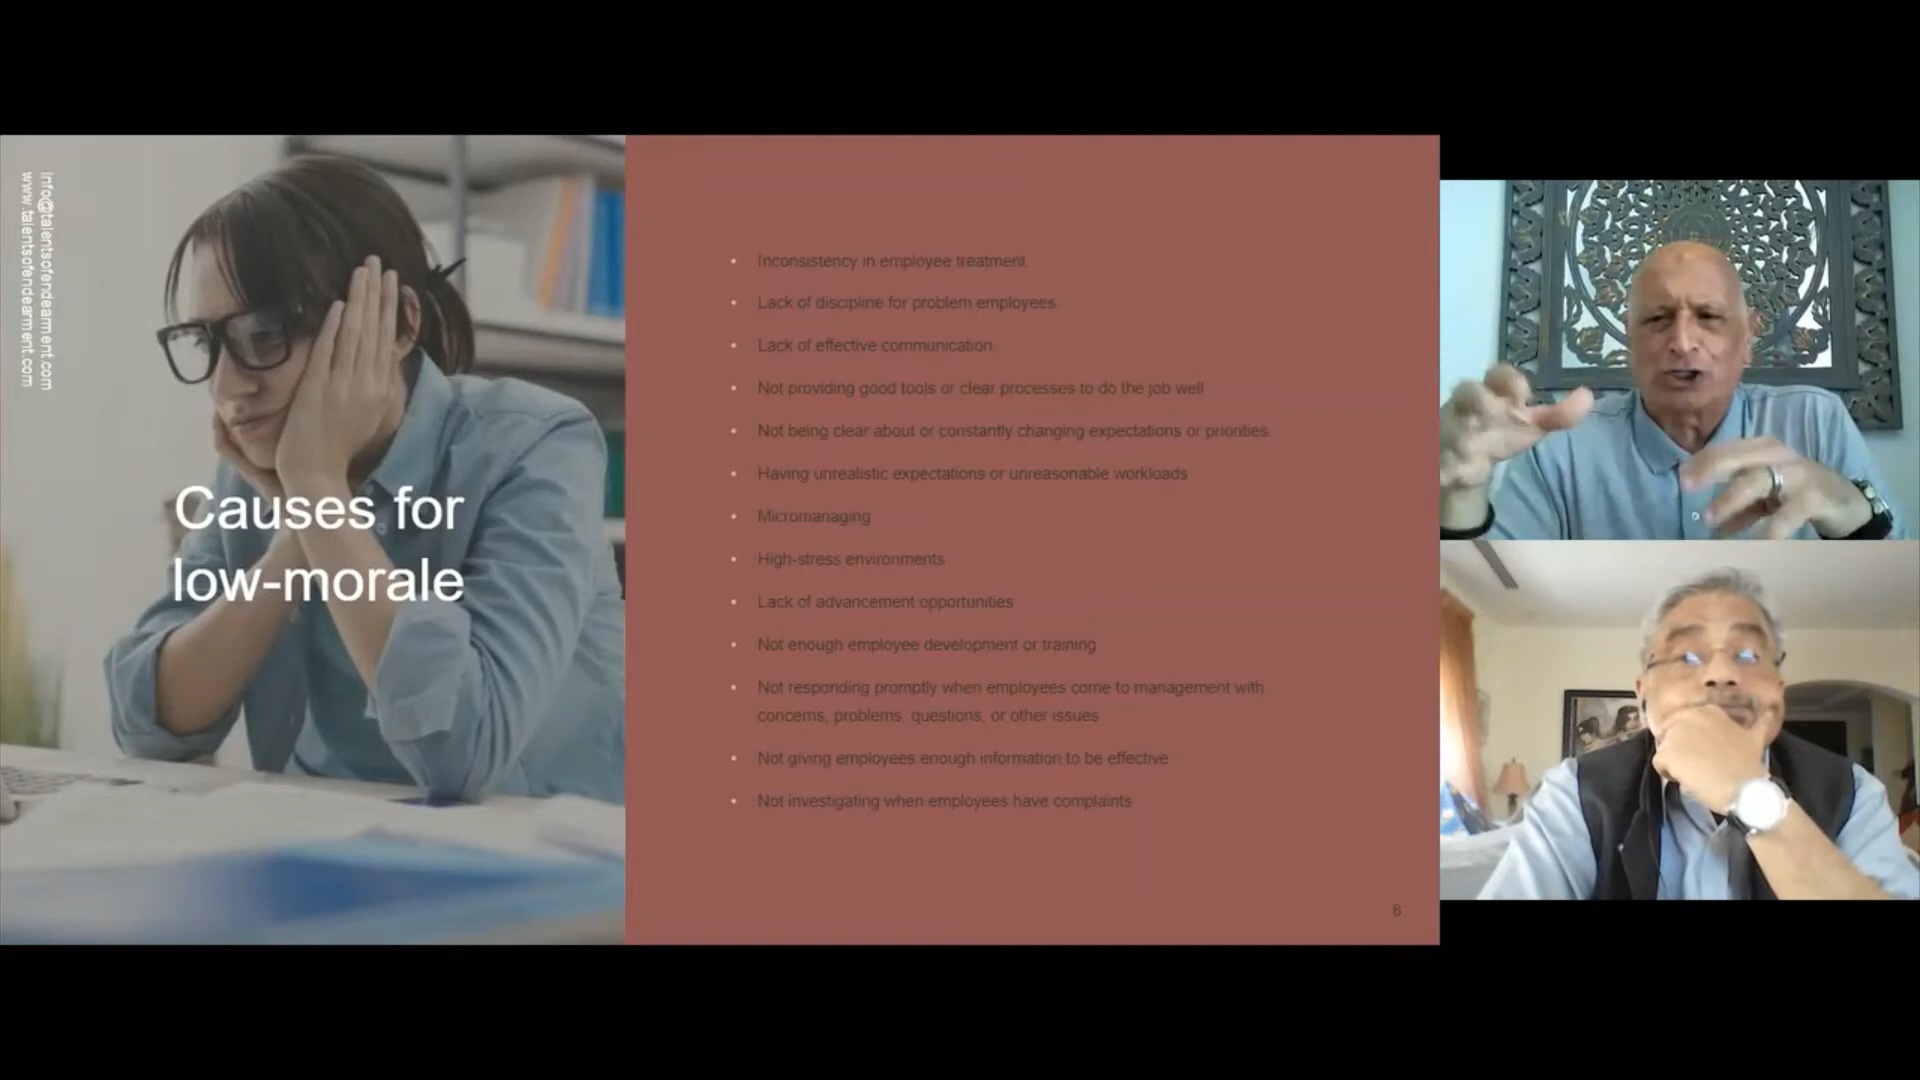 info@talentsofendearment.com
www.talentsofendearment.com
Causes for
low-morale
• Inconsistency in employee treatment.
• Lack of discipline for problem employees.
• Lack of effective communication.
• Not providing good tools or clear processes to do the job well
• Not being clear about or constantly changing expectations or priorities.
• Having unrealistic expectations or unreasonable workloads
• Micromanaging
• High-stress environments
• Lack of advancement opportunities
• Not enough employee development or training
• Not responding promptly when employees come to management with
concerns, problems, questions, or other issues
• Not giving employees enough information to be effective
• Not investigating when employees have complaints
8